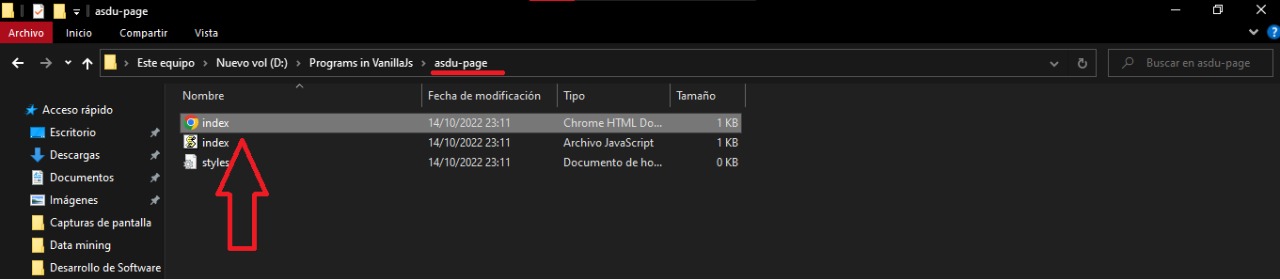 asdu-page
Archivo Inicio Compartir Vista
Este equipo Nuevo vol (D:) Programs in VanillaJs asdu-page Buscar en asdu-page
Nombre Fecha de modificación Tipo Tamaño
Acceso rápido
Escritorio
Descargas
Documentos
Imágenes
Capturas de pantalla
Data mining
Desarrollo de Software
index 14/10/2022 23:11 Chrome HTML Do... 1 KB
index 14/10/2022 23:11 Archivo JavaScript 1 KB
styles 14/10/2022 23:11 Documento de ho... 0 KB